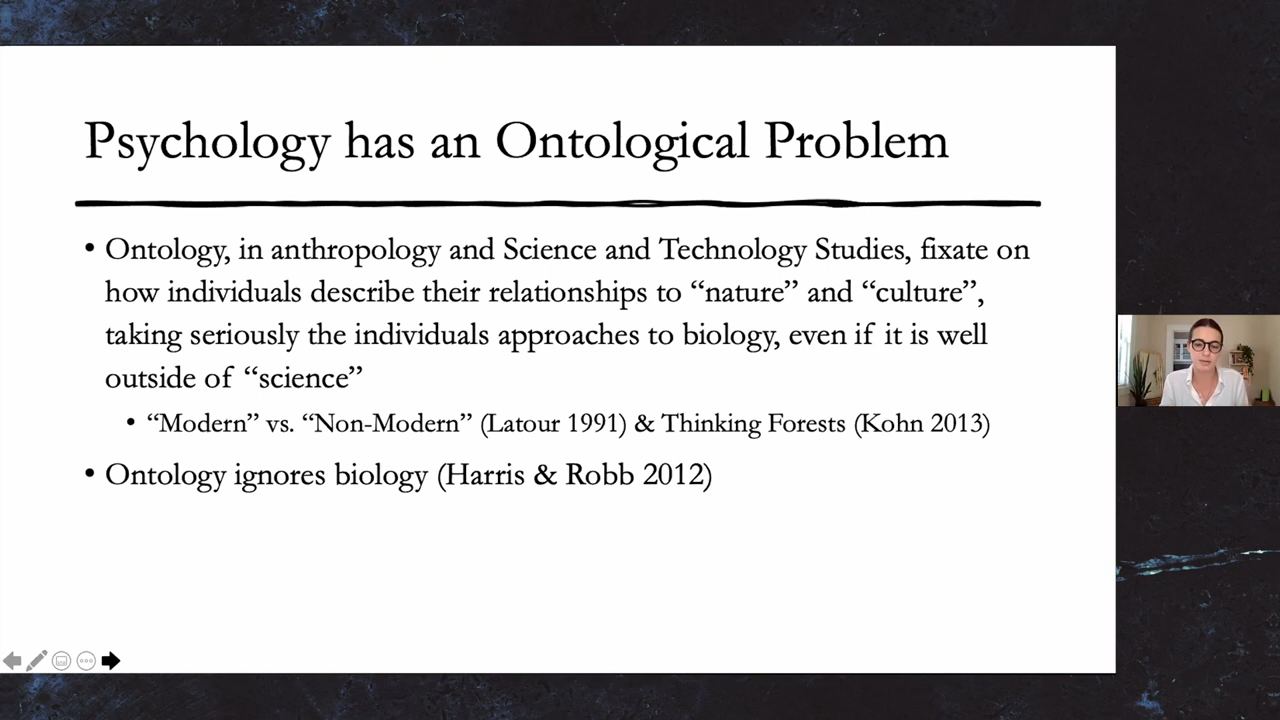 Psychology has an Ontological Problem
• Ontology, in anthropology and Science and Technology Studies, fixate on
how individuals describe their relationships to “nature” and “culture”,
taking seriously the individuals approaches to biology, even if it is well
outside of “science”
• “Modern” vs. “Non-Modern” (Latour 1991) & Thinking Forests (Kohn 2013)
• Ontology ignores biology (Harris & Robb 2012)